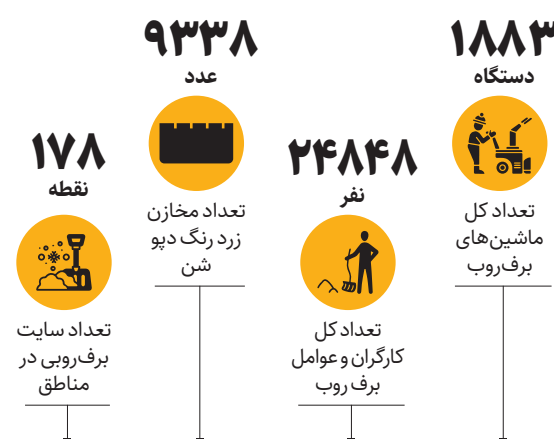 ۱۸۸۳
دستگاه
تعداد کل
ماشین‌های
برف‌روب
۲۴۸۴۸
نفر
تعداد کل
کارگران و عوامل
برف روب
۹۳۳۸
عدد
تعداد مخازن
زرد رنگ دپو
شن
۱۷۸
نقطه
تعداد سایت
برف‌روبی در
مناطق